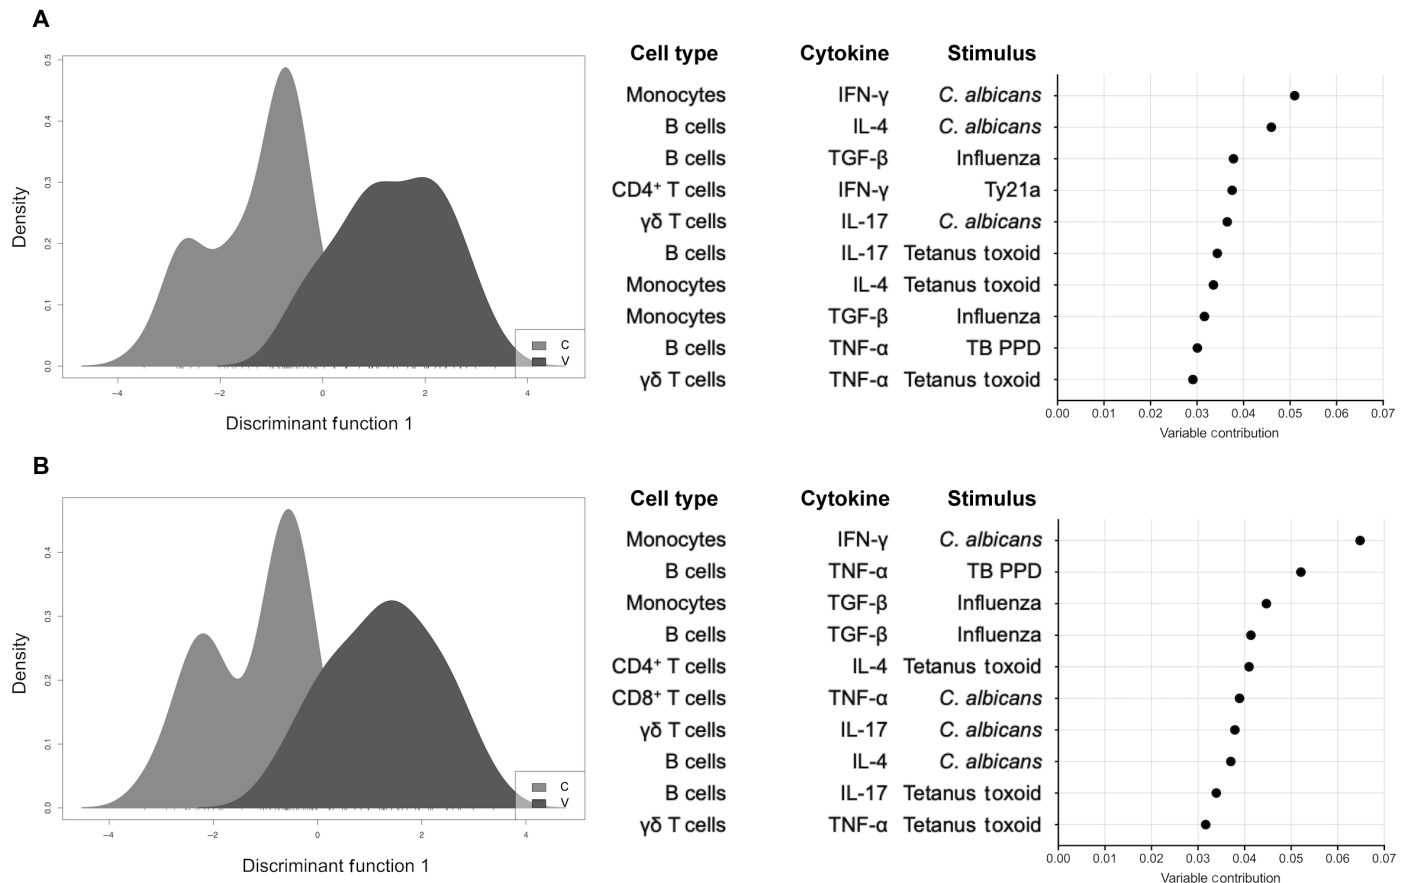 A
0.5
0.4
0.3
0.2
0.1
0.0
Density
−4 −2 0 2 4
Discriminant function 1
C
V
Cell type Cytokine Stimulus
Monocytes IFN-γ C. albicans
B cells IL-4 C. albicans
B cells TGF-β Influenza
CD4⁺ T cells IFN-γ Ty21a
γδ T cells IL-17 C. albicans
B cells IL-17 Tetanus toxoid
Monocytes IL-4 Tetanus toxoid
Monocytes TGF-β Influenza
B cells TNF-α TB PPD
γδ T cells TNF-α Tetanus toxoid
0.00 0.01 0.02 0.03 0.04 0.05 0.06 0.07
Variable contribution
B
0.4
0.3
0.2
0.1
0.0
Density
−4 −2 0 2 4
Discriminant function 1
C
V
Cell type Cytokine Stimulus
Monocytes IFN-γ C. albicans
B cells TNF-α TB PPD
Monocytes TGF-β Influenza
B cells TGF-β Influenza
CD4⁺ T cells IL-4 Tetanus toxoid
CD8⁺ T cells TNF-α C. albicans
γδ T cells IL-17 C. albicans
B cells IL-4 C. albicans
B cells IL-17 Tetanus toxoid
γδ T cells TNF-α Tetanus toxoid
0.00 0.01 0.02 0.03 0.04 0.05 0.06 0.07
Variable contribution